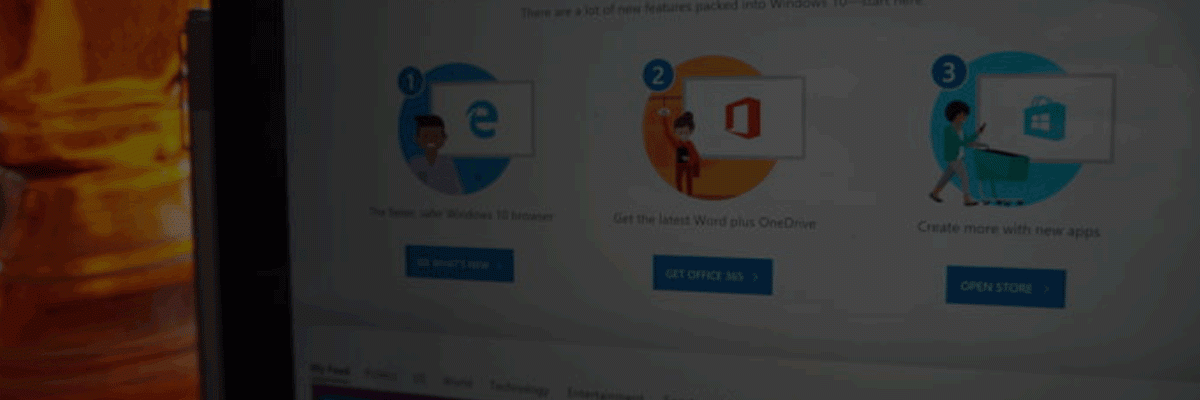 There are a lot of new features packed into Windows 10—start here
1
2
3
The faster, safer Windows 10 browser
Get the latest Word plus OneDrive
Create more with new apps
SEE WHAT'S NEW >
GET OFFICE 365 >
OPEN STORE >
My Feed Politics US World Technology Entertainment